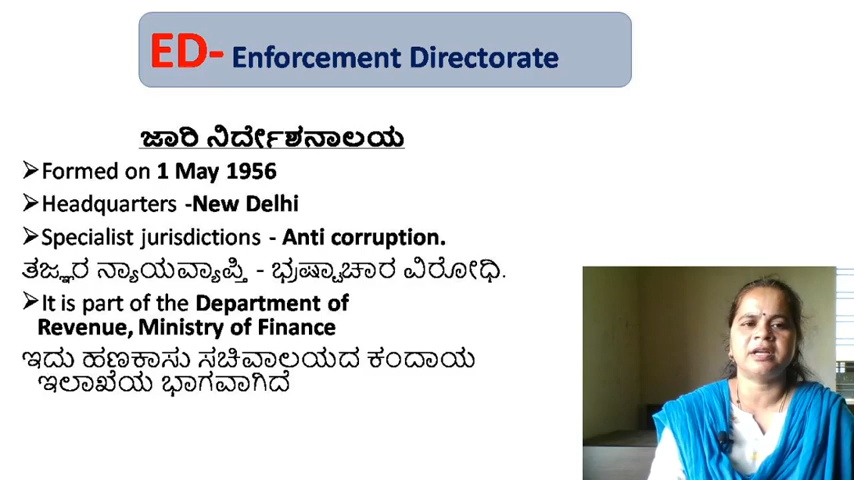 ED- Enforcement Directorate
ಜಾರಿ ನಿರ್ದೇಶನಾಲಯ
➢Formed on 1 May 1956
➢Headquarters -New Delhi
➢Specialist jurisdictions - Anti corruption.
ತಜ್ಞರ ನ್ಯಾಯವ್ಯಾಪ್ತಿ - ಭ್ರಷ್ಟಾಚಾರ ವಿರೋಧಿ.
➢It is part of the Department of
Revenue, Ministry of Finance
ಇದು ಹಣಕಾಸು ಸಚಿವಾಲಯದ ಕಂದಾಯ
ಇಲಾಖೆಯ ಭಾಗವಾಗಿದೆ